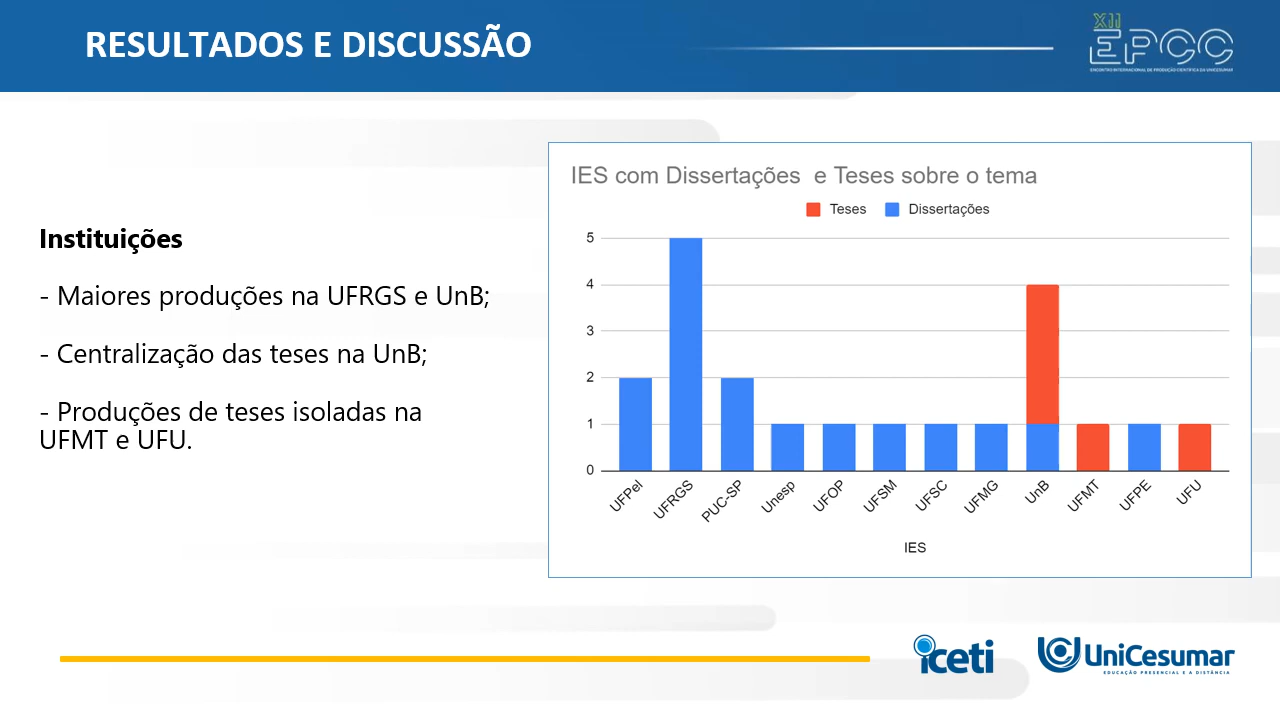 RESULTADOS E DISCUSSÃO
XII
EPCC
ENCONTRO INTERNACIONAL DE PRODUÇÃO CIENTÍFICA DA UNICESUMAR
Instituições
- Maiores produções na UFRGS e UnB;
- Centralização das teses na UnB;
- Produções de teses isoladas na
UFMT e UFU.
IES com Dissertações  e Teses sobre o tema
Teses
Dissertações
5
4
3
2
1
0
UFPel
UFRGS
PUC-SP
Unesp
UFOP
UFSM
UFSC
UFMG
UnB
UFMT
UFPE
UFU
IES
iceti
UniCesumar
EDUCAÇÃO PRESENCIAL E A DISTÂNCIA